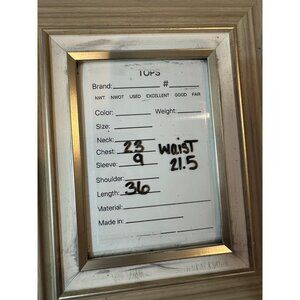 TOPS
Brand: #
NWT NWOT USED EXCELLENT GOOD FAIR
Color: Weight:
Size:
Neck:
Chest: 23 Waist
Sleeve: 9 21.5
Shoulder:
Length: 36
Material:
Made in: